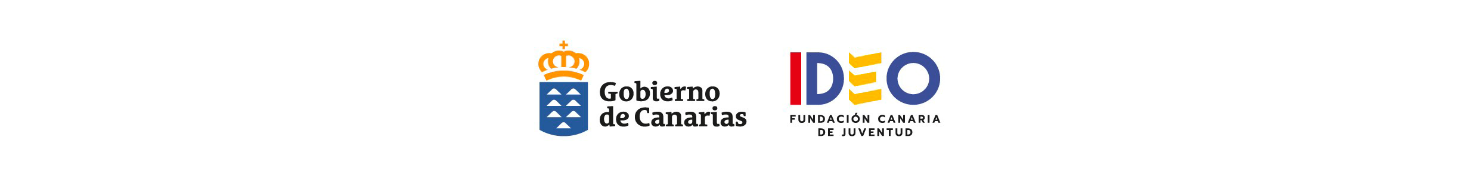 Gobierno
de Canarias
IDEO
FUNDACIÓN CANARIA
DE JUVENTUD